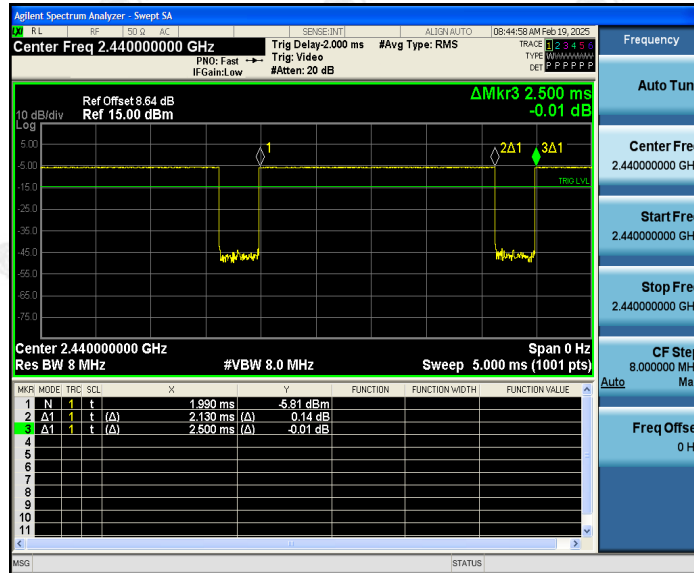 Agilent Spectrum Analyzer - Swept SA
RL RF 50 Ω AC SENSE:INT ALIGN AUTO 08:44:58 AM Feb 19, 2025
Center Freq 2.440000000 GHz
PNO: Fast
IFGain:Low
Trig Delay-2.000 ms
Trig: Video
#Atten: 20 dB
#Avg Type: RMS
TRACE 1 2 3 4 5 6
TYPE W
DET P P P P P P
Ref Offset 8.64 dB
Ref 15.00 dBm
10 dB/div
Log
ΔMkr3 2.500 ms
-0.01 dB
5.00
-5.00
-15.0
-25.0
-35.0
-45.0
-55.0
-65.0
-75.0
1
2Δ1
3Δ1
TRIG LVL
Center 2.440000000 GHz Span 0 Hz
Res BW 8 MHz #VBW 8.0 MHz Sweep 5.000 ms (1001 pts)
MKR MODE TRC SCL X Y FUNCTION FUNCTION WIDTH FUNCTION VALUE
1 N 1 t 1.990 ms -5.81 dBm
2 Δ1 1 t (Δ) 2.130 ms (Δ) 0.14 dB
3 Δ1 1 t (Δ) 2.500 ms (Δ) -0.01 dB
4
5
6
7
8
9
10
11
MSG STATUS
Frequency
Auto Tun
Center Fre
2.440000000 GH
Start Fre
2.440000000 GH
Stop Fre
2.440000000 GH
CF Ste
8.000000 MH
Auto Ma
Freq Offse
0 H